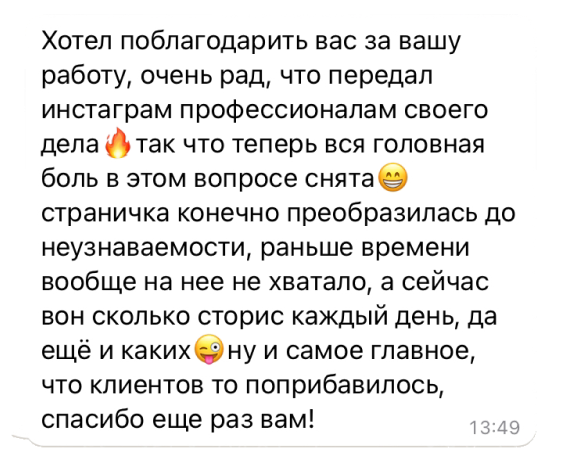 Хотел поблагодарить вас за вашу
работу, очень рад, что передал
инстаграм профессионалам своего
дела🔥так что теперь вся головная
боль в этом вопросе снята😁
страничка конечно преобразилась до
неузнаваемости, раньше времени
вообще на нее не хватало, а сейчас
вон сколько сторис каждый день, да
ещё и каких😜ну и самое главное,
что клиентов то поприбавилось,
спасибо еще раз вам!
13:49